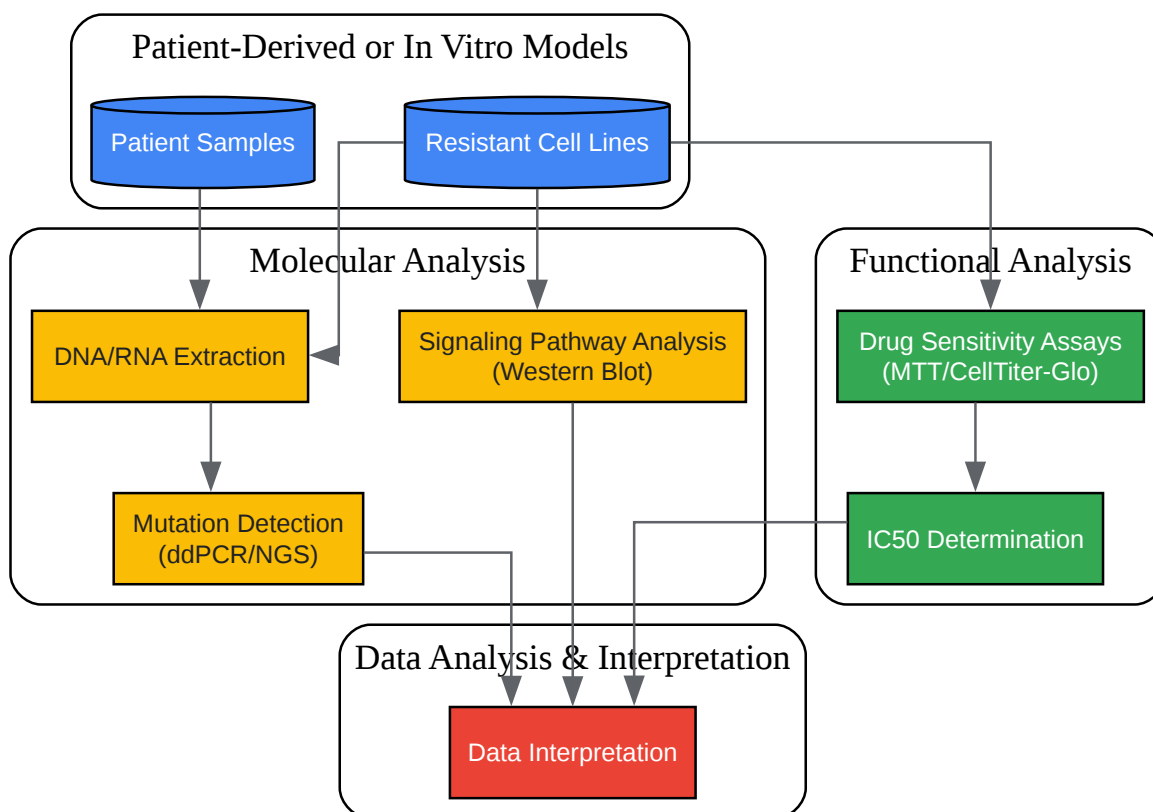 Patient-Derived or In Vitro Models
Patient Samples
Resistant Cell Lines
Molecular Analysis
Functional Analysis
DNA/RNA Extraction
Signaling Pathway Analysis
(Western Blot)
Drug Sensitivity Assays
(MTT/CellTiter-Glo)
Mutation Detection
(ddPCR/NGS)
IC50 Determination
Data Analysis & Interpretation
Data Interpretation